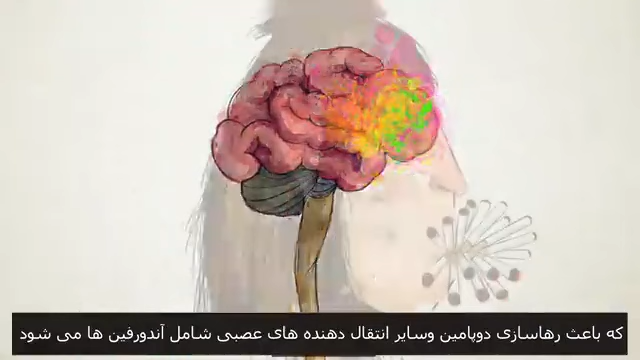 که باعث رهاسازی دوپامین وسایر انتقال دهنده های عصبی شامل آندورفین ها می شود